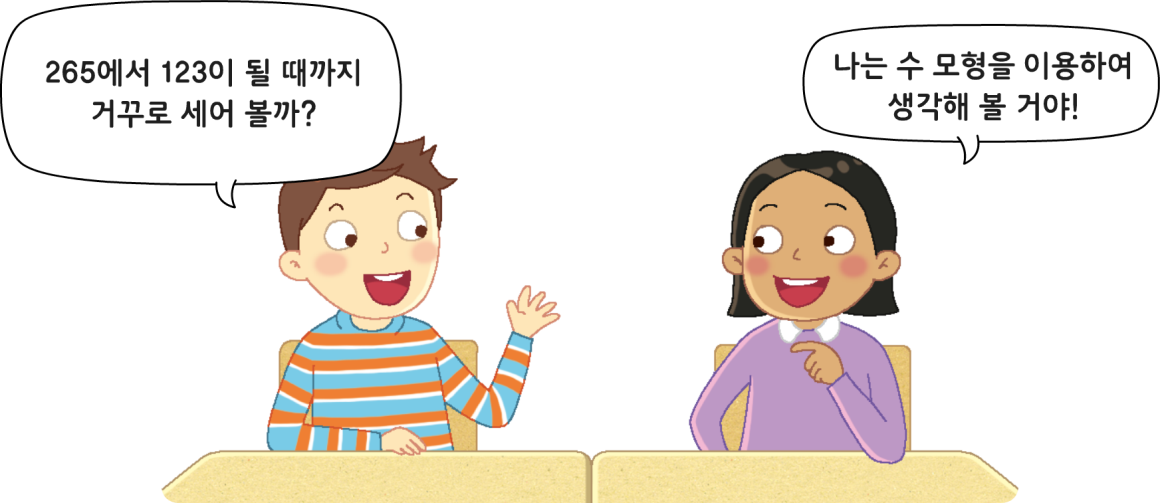 265에서 123이 될 때까지
거꾸로 세어 볼까?
나는 수 모형을 이용하여
생각해 볼 거야!